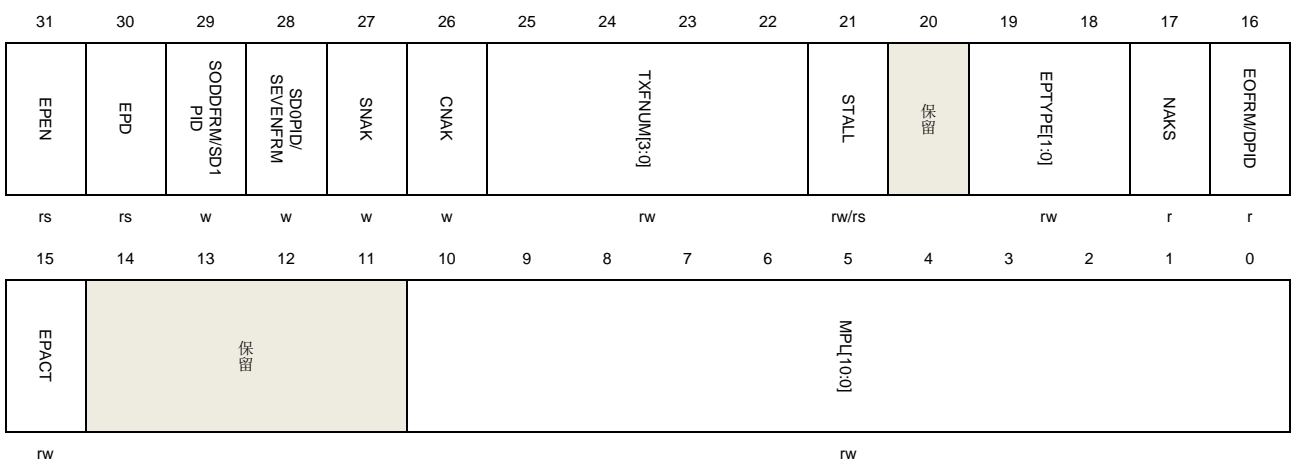 31 30 29 28 27 26 25 24 23 22 21 20 19 18 17 16
EPEN
EPD
SODDFRM/SD1
PID
SD0PID/
SEVENFRM
SNAK
CNAK
TXFNUM[3:0]
STALL
保留
EPTYPE[1:0]
NAKS
EOFRM/DPID
rs rs w w w w rw rw/rs rw r r
15 14 13 12 11 10 9 8 7 6 5 4 3 2 1 0
EPACT
保留
MPL[10:0]
rw rw